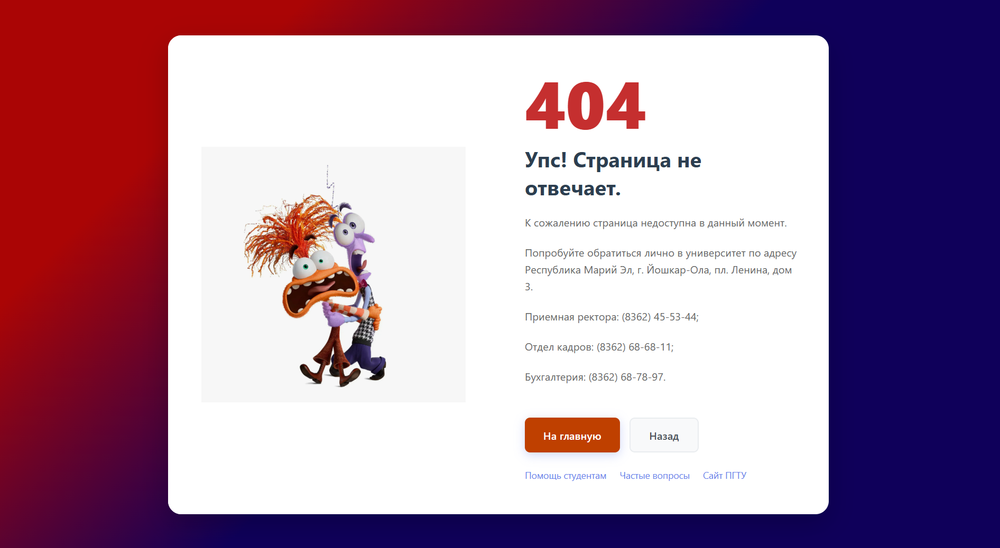 404
Упс! Страница не
отвечает.
К сожалению страница недоступна в данный момент.
Попробуйте обратиться лично в университет по адресу
Республика Марий Эл, г. Йошкар-Ола, пл. Ленина, дом
3.
Приемная ректора: (8362) 45-53-44;
Отдел кадров: (8362) 68-68-11;
Бухгалтерия: (8362) 68-78-97.
На главную Назад
Помощь студентам Частые вопросы Сайт ПГТУ